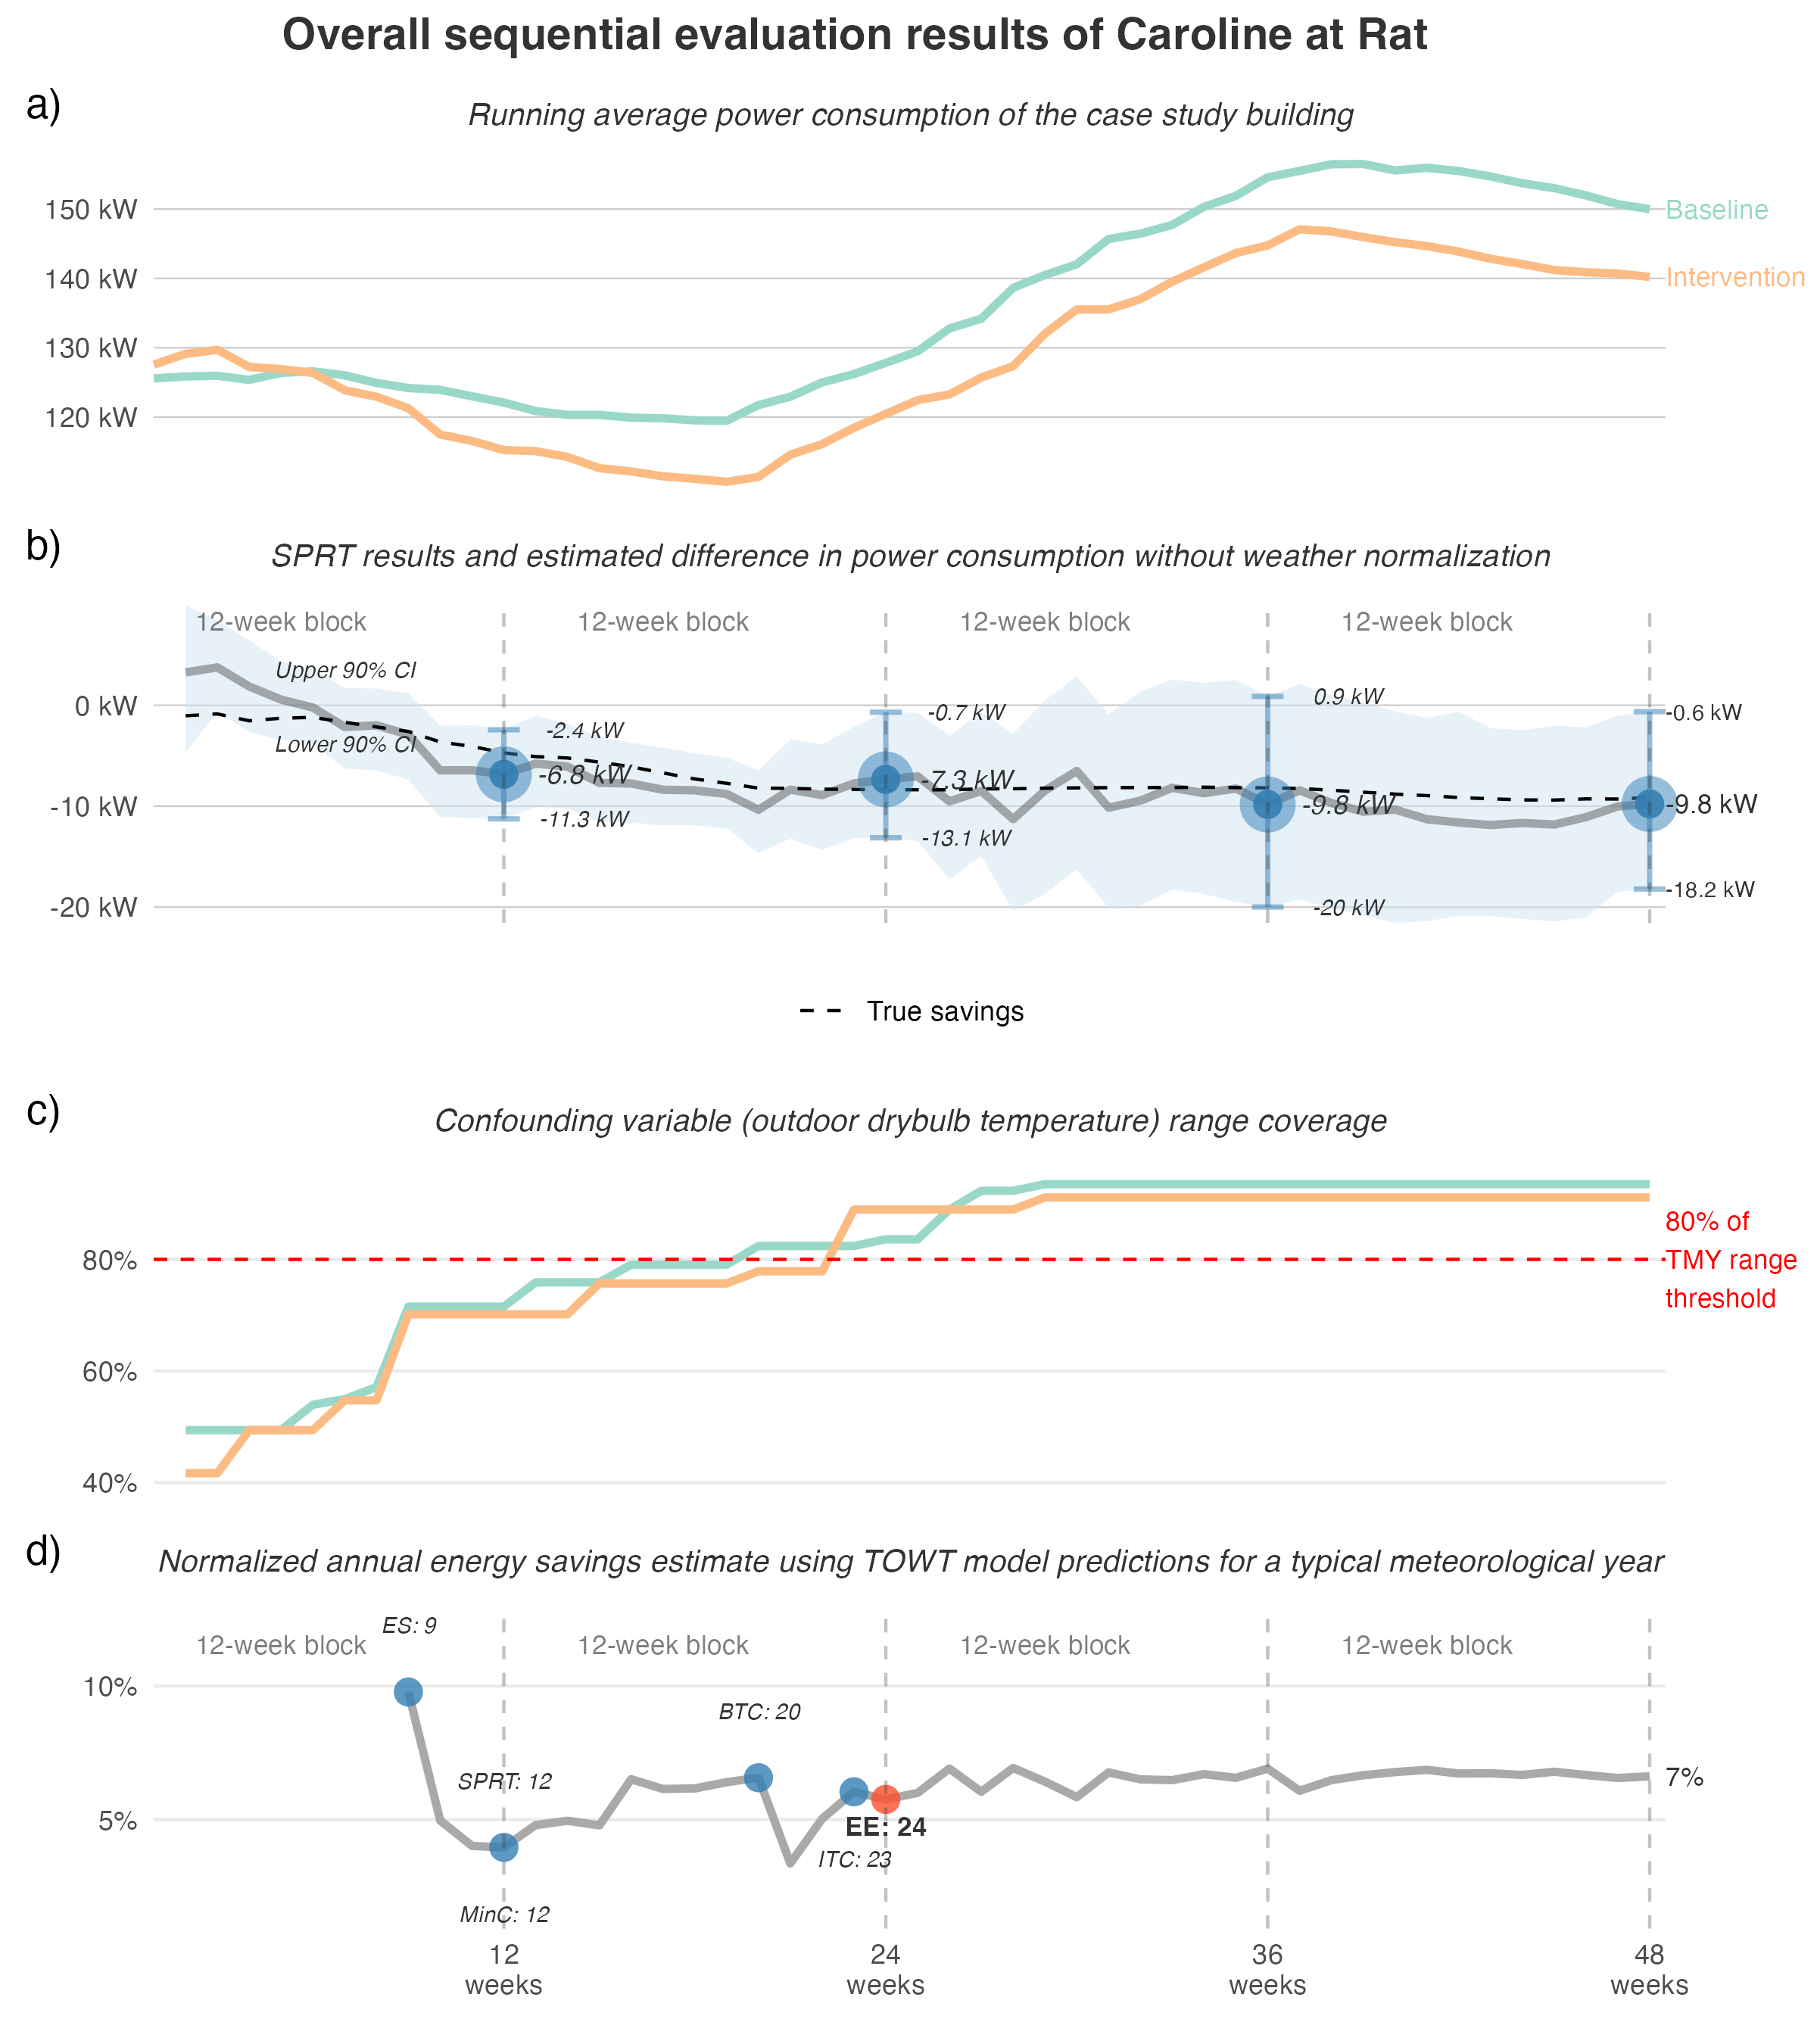 Overall sequential evaluation results of Caroline at Rat
a)
Running average power consumption of the case study building
150 kW
Baseline
140 kW
Intervention
130 kW
120 kW
b)
SPRT results and estimated difference in power consumption without weather normalization
12-week block 12-week block 12-week block 12-week block
Upper 90% CI
0 kW
0.9 kW
-0.7 kW
-0.6 kW
-2.4 kW
Lower 90% CI
-6.8 kW
-7.3 kW
-9.8 kW
-9.8 kW
-10 kW
-11.3 kW
-13.1 kW
-18.2 kW
-20 kW
-20 kW
True savings
c)
Confounding variable (outdoor drybulb temperature) range coverage
80% of
TMY range
threshold
80%
60%
40%
d)
Normalized annual energy savings estimate using TOWT model predictions for a typical meteorological year
ES: 9
12-week block 12-week block 12-week block 12-week block
10%
BTC: 20
SPRT: 12
7%
5%
EE: 24
ITC: 23
MinC: 12
12
weeks
24
weeks
36
weeks
48
weeks